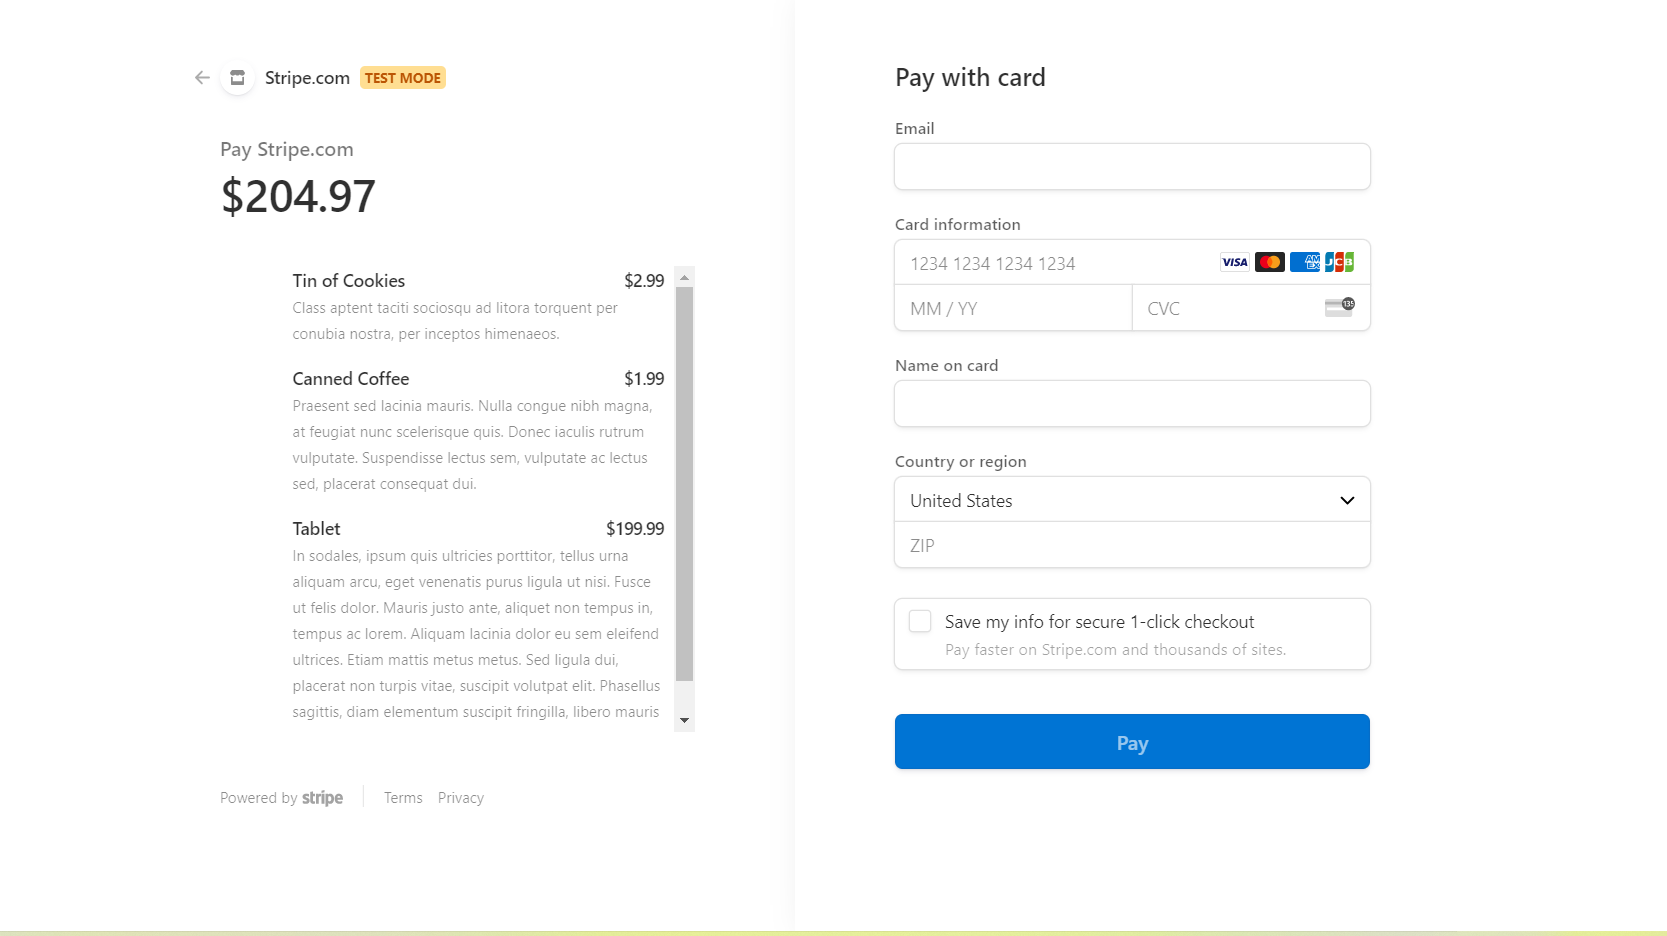 Stripe.com TEST MODE
Pay Stripe.com
$204.97
Tin of Cookies $2.99
Class aptent taciti sociosqu ad litora torquent per
conubia nostra, per inceptos himenaeos.
Canned Coffee $1.99
Praesent sed lacinia mauris. Nulla congue nibh magna,
at feugiat nunc scelerisque quis. Donec iaculis rutrum
vulputate. Suspendisse lectus sem, vulputate ac lectus
sed, placerat consequat dui.
Tablet $199.99
In sodales, ipsum quis ultricies porttitor, tellus urna
aliquam arcu, eget venenatis purus ligula ut nisi. Fusce
ut felis dolor. Mauris justo ante, aliquet non tempus in,
tempus ac lorem. Aliquam lacinia dolor eu sem eleifend
ultrices. Etiam mattis metus metus. Sed ligula dui,
placerat non turpis vitae, suscipit volutpat elit. Phasellus
sagittis, diam elementum suscipit fringilla, libero mauris
Powered by stripe Terms Privacy
Pay with card
Email
Card information
1234 1234 1234 1234 VISA AMEX JCB
MM / YY CVC 135
Name on card
Country or region
United States
ZIP
Save my info for secure 1-click checkout
Pay faster on Stripe.com and thousands of sites.
Pay